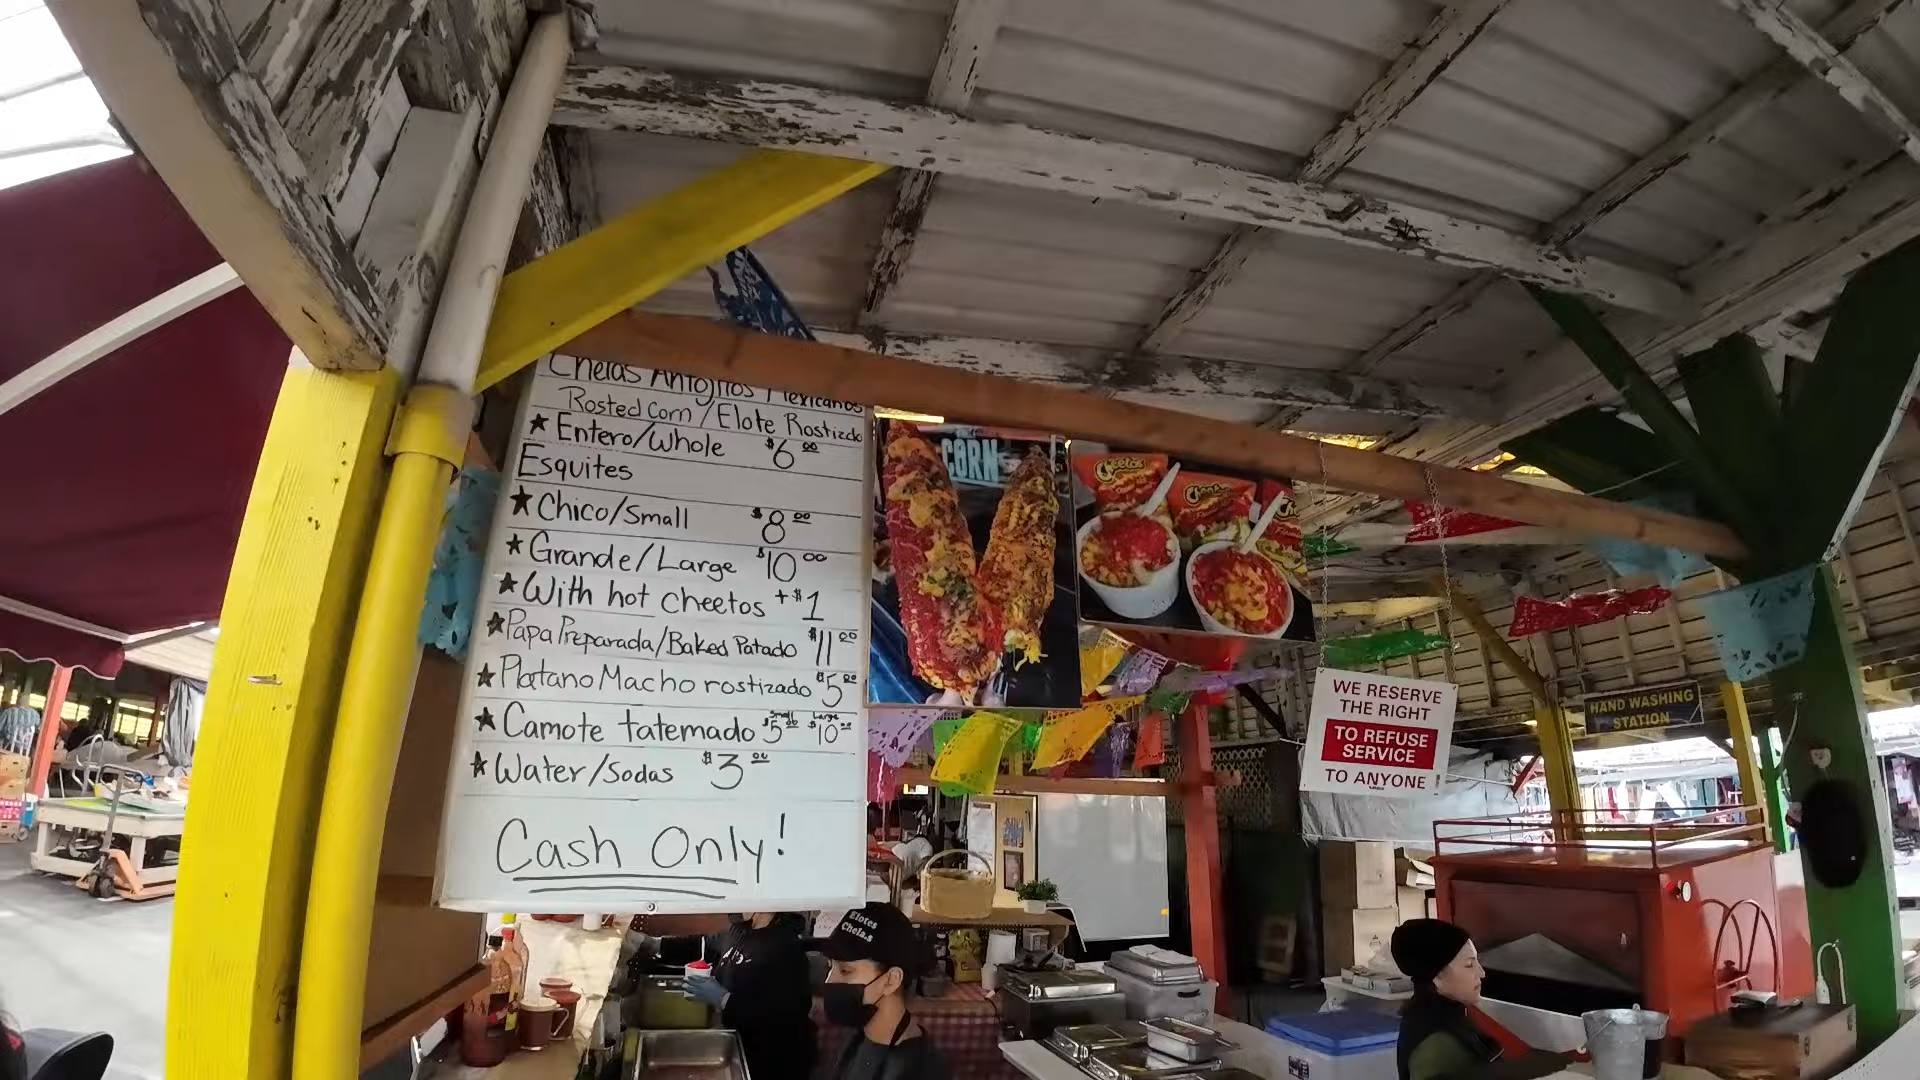 Chelas Antojitos Mexicanos
Rosted corn/Elote Rostizdo
★ Entero/Whole $6.00
Esquites
★ Chico/Small $8.00
★ Grande/Large $10.00
★ With hot cheetos +$1
★ Papa Preparada/Baked Patado $11.00
★ Platano Macho rostizado $5.00
★ Camote tatemado Small $5.00 Large $10.00
★ Water/Sodas $3.00
Cash Only!
CORN
Cheetos
WE RESERVE
THE RIGHT
TO REFUSE
SERVICE
TO ANYONE
HAND WASHING
STATION
Elotes
Chelas